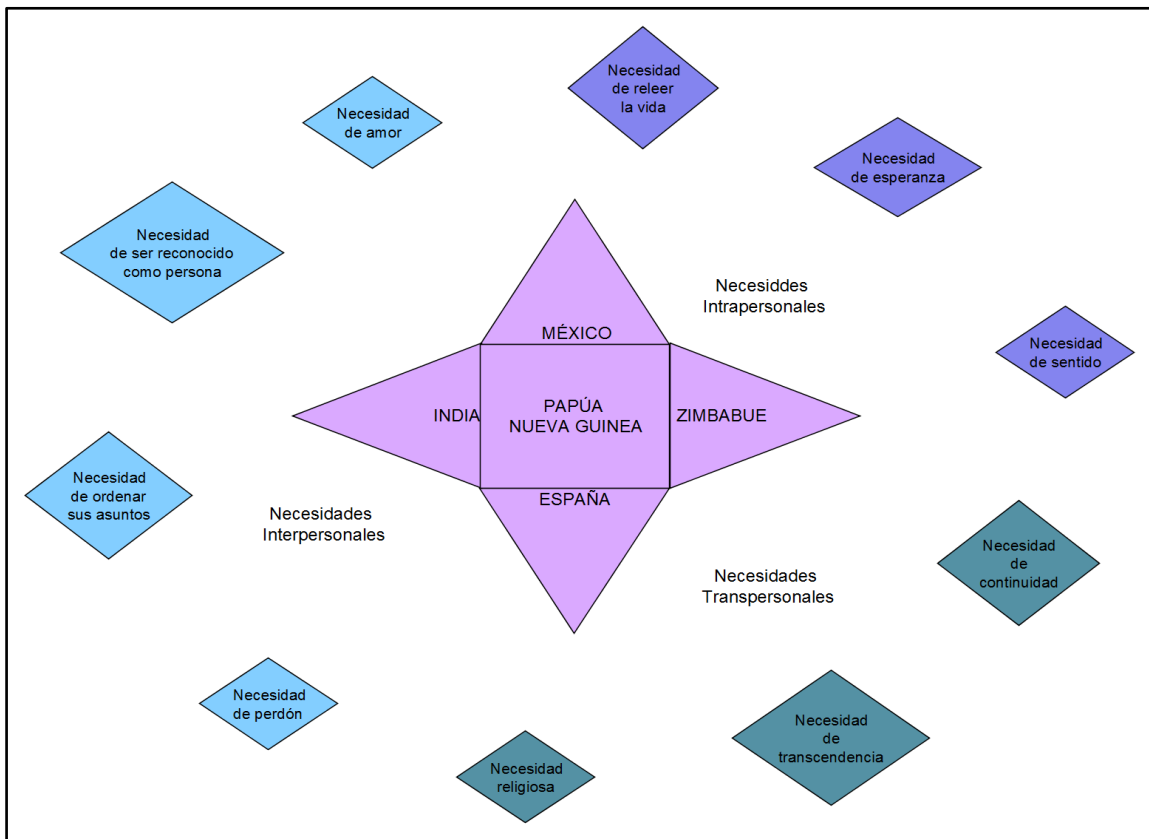 Necesidad
de releer
la vida
Necesidad
de amor
Necesidad
de esperanza
Necesidad
de ser reconocido
como persona
Necesiddes
Intrapersonales
MÉXICO
Necesidad
de sentido
INDIA
PAPÚA
NUEVA GUINEA
ZIMBABUE
ESPAÑA
Necesidad
de ordenar
sus asuntos
Necesidades
Interpersonales
Necesidad
de
continuidad
Necesidades
Transpersonales
Necesidad
de perdón
Necesidad
de
transcendencia
Necesidad
religiosa